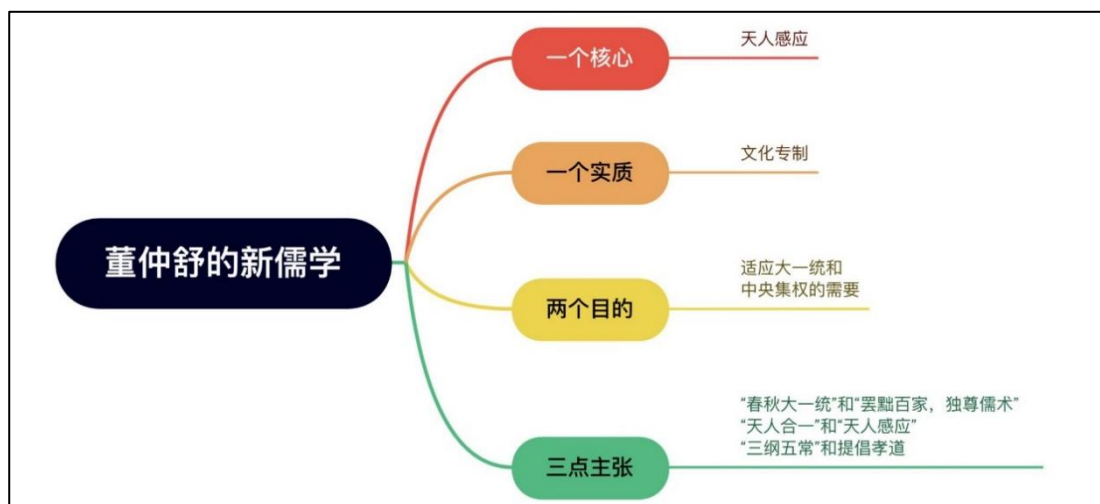 董仲舒的新儒学
一个核心
天人感应
一个实质
文化专制
两个目的
适应大一统和
中央集权的需要
三点主张
“春秋大一统”和“罢黜百家，独尊儒术”
“天人合一”和“天人感应”
“三纲五常”和提倡孝道